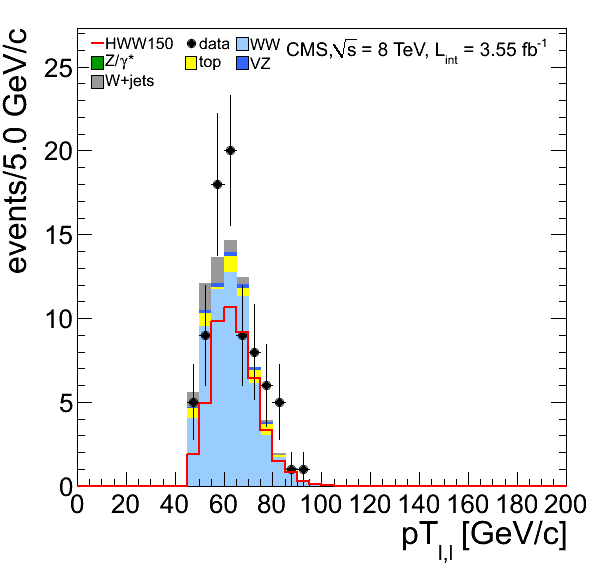 HWW150 data WW CMS,√s = 8 TeV, L_int = 3.55 fb⁻¹
Z/γ* top VZ
W+jets
events/5.0 GeV/c
25
20
15
10
5
0
0 20 40 60 80 100 120 140 160 180 200
pT_l,l [GeV/c]